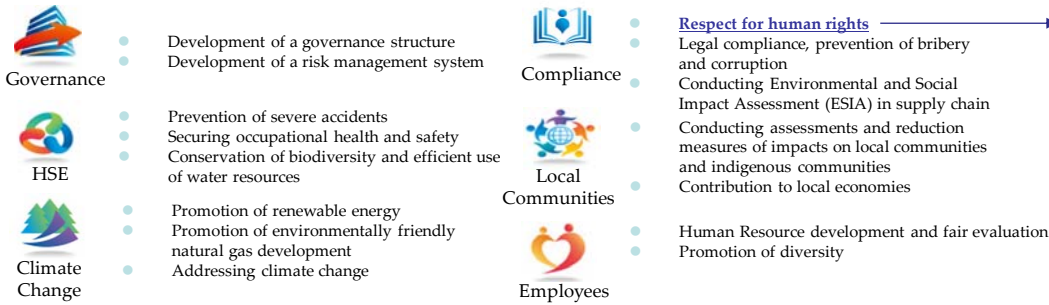 Governance
Development of a governance structure
Development of a risk management system
HSE
Prevention of severe accidents
Securing occupational health and safety
Conservation of biodiversity and efficient use
of water resources
Climate
Change
Promotion of renewable energy
Promotion of environmentally friendly
natural gas development
Addressing climate change
Compliance
Respect for human rights
Legal compliance, prevention of bribery
and corruption
Conducting Environmental and Social
Impact Assessment (ESIA) in supply chain
Local
Communities
Conducting assessments and reduction
measures of impacts on local communities
and indigenous communities
Contribution to local economies
Employees
Human Resource development and fair evaluation
Promotion of diversity